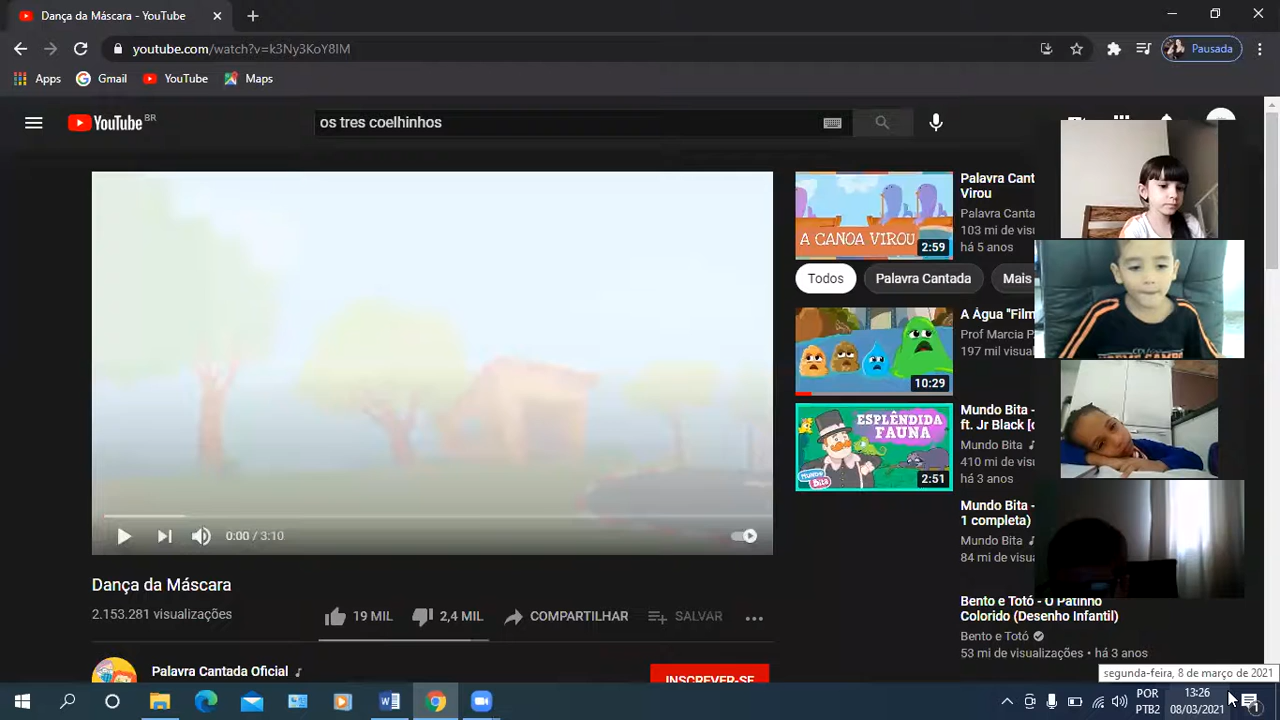 Dança da Máscara - YouTube
youtube.com/watch?v=k3Ny3KoY8IM
Pausada
Apps
Gmail
YouTube
Maps
YouTube BR
os tres coelhinhos
0:00 / 3:10
Dança da Máscara
2.153.281 visualizações
19 MIL
2,4 MIL
COMPARTILHAR
SALVAR
Palavra Cantada Oficial
INSCREVER-SE
A CANOA VIROU
2:59
Palavra Cant
Virou
Palavra Canta
103 mi de visu
há 5 anos
Todos
Palavra Cantada
Mais
10:29
A Água "Film
Prof Marcia P
197 mil visual
ESPLÊNDIDA
FAUNA
MUNDO
Bita
2:51
Mundo Bita -
ft. Jr Black [c
Mundo Bita
410 mi de visu
há 3 anos
Mundo Bita -
1 completa)
Mundo Bita
84 mi de visua
Bento e Totó - O Patinho
Colorido (Desenho Infantil)
Bento e Totó
53 mi de visualizações • há 3 anos
segunda-feira, 8 de março de 2021
POR
PTB2
13:26
08/03/2021
1